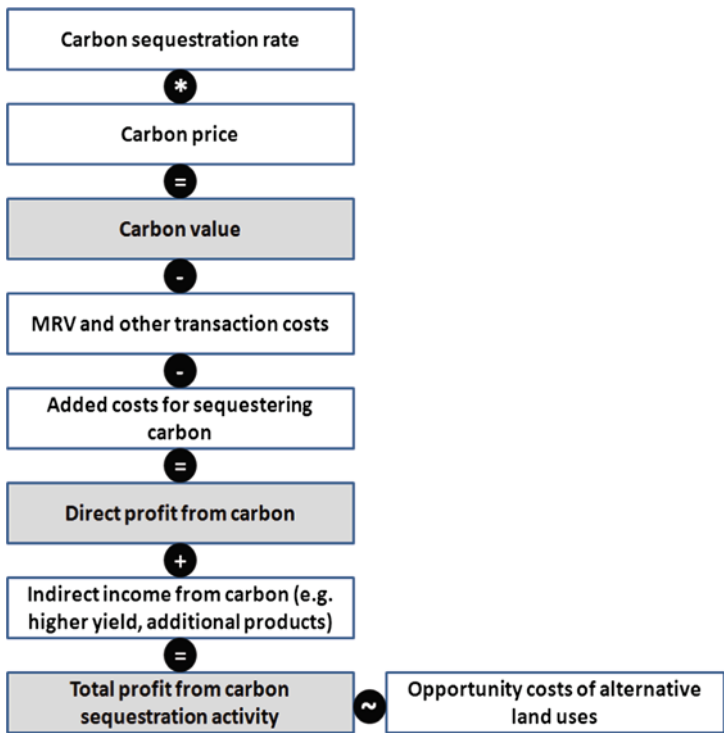 Carbon sequestration rate
*
Carbon price
=
Carbon value
-
MRV and other transaction costs
-
Added costs for sequestering
carbon
=
Direct profit from carbon
+
Indirect income from carbon (e.g.
higher yield, additional products)
=
Total profit from carbon
sequestration activity
~
Opportunity costs of alternative
land uses